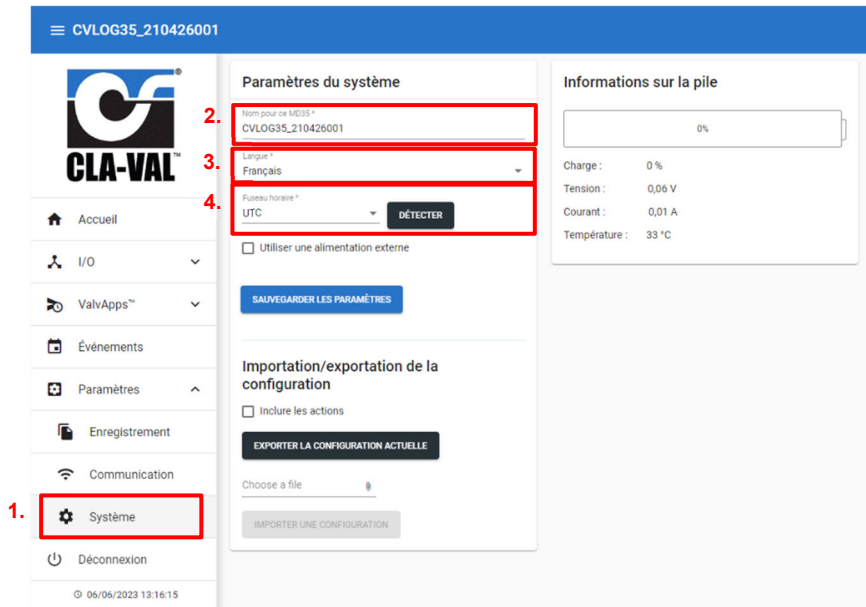 CVLOG35_210426001
®
CLA-VAL™
Accueil
I/O
ValvApps™
Événements
Paramètres
Enregistrement
Communication
1.
Système
Déconnexion
06/06/2023 13:16:15
Paramètres du système
2.
Nom pour ce MD35 *
CVLOG35_210426001
3.
Langue *
Français
4.
Fuseau horaire *
UTC
DÉTECTER
Utiliser une alimentation externe
SAUVEGARDER LES PARAMÈTRES
Importation/exportation de la
configuration
Inclure les actions
EXPORTER LA CONFIGURATION ACTUELLE
Choose a file
IMPORTER UNE CONFIGURATION
Informations sur la pile
0%
Charge : 0 %
Tension : 0,06 V
Courant : 0,01 A
Température : 33 °C